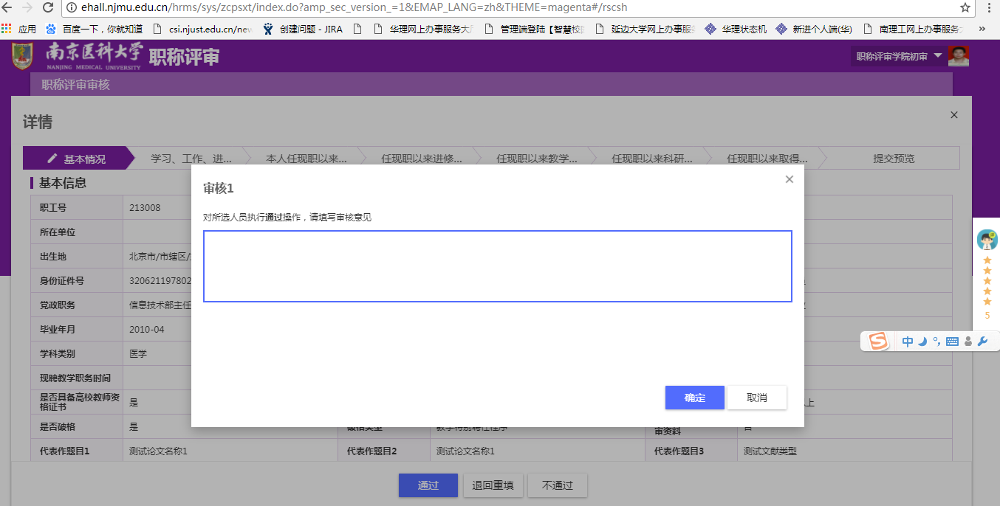 ehall.njmu.edu.cn/hrms/sys/zcpsxt/index.do?amp_sec_version_=1&EMAP_LANG=zh&THEME=magenta#/rscsh
应用 百度一下，你就知道 csi.njust.edu.cn/new 创建问题 - JIRA 华理网上办事服务大厅 管理端登陆【智慧校 延边大学网上办事服务 华理状态机 新进个人端(华) 南理工网上办事服务 »
南京医科大学 职称评审 职称评审学院初审
NANJING MEDICAL UNIVERSITY
职称评审审核
详情
基本情况 学习、工作、进... 本人任现职以来... 任现职以来进修... 任现职以来教学... 任现职以来科研... 任现职以来取得... 提交预览
基本信息
审核1
对所选人员执行通过操作，请填写审核意见
职工号 213008
所在单位
出生地 北京市/市辖区/
身份证件号 320621197802
党政职务 信息技术部主任
毕业年月 2010-04
学科类别 医学
现聘教学职务时间
是否具备高校教师资格证书 是 上
确定 取消
是否破格 是 破格类型 教学特别聘任程序 审资料 否
代表作题目1 测试论文名称1 代表作题目2 测试论文名称1 代表作题目3 测试文献类型
通过 退回重填 不通过
5
中